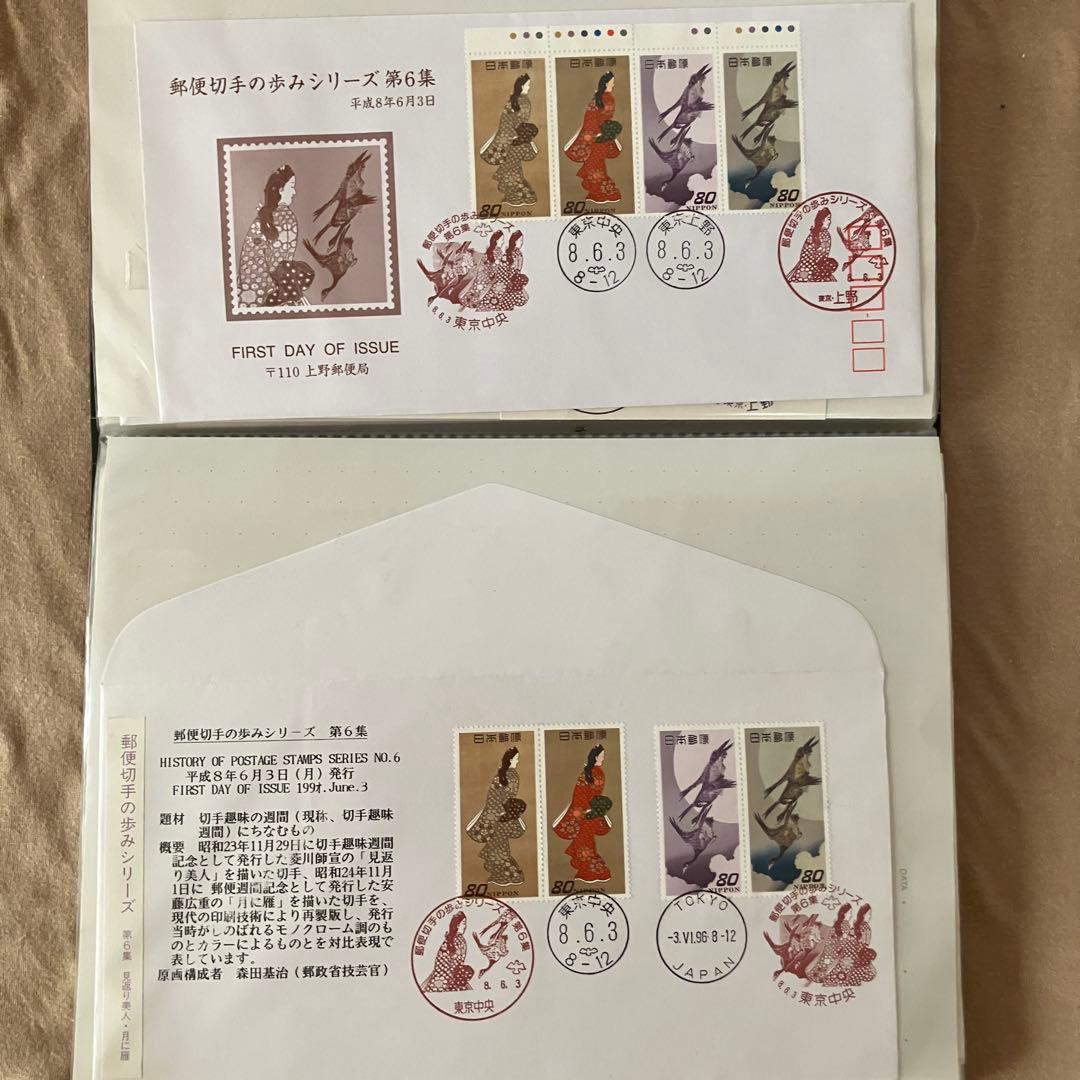 郵便切手の歩みシリーズ 第6集
平成8年6月3日
FIRST DAY OF ISSUE
〒110 上野郵便局
日本郵便
日本郵便
日本郵便
日本郵便
80 NIPPON
80 NIPPON
80 NIPPON
80
郵便切手の歩みシリーズ
第6集
8.6.3 東京中央
東京中央
8.6.3
8-12
東京上野
8.6.3
8-12
郵便切手の歩みシリーズ
第6集
東京・上野
東京・上野
郵便切手の歩みシリーズ 第6集 見返り美人・月に雁
郵便切手の歩みシリーズ 第6集
HISTORY OF POSTAGE STAMPS SERIES NO.6
平成8年6月3日(月)発行
FIRST DAY OF ISSUE 199オ.June.3
題材 切手趣味の週間(現称、切手趣味
週間)にちなむもの
概要 昭和23年11月29日に切手趣味週間
記念として発行した菱川師宣の「見返
り美人」を描いた切手、昭和24年11月
1日に 郵便週間記念として発行した安
藤広重の「月に雁」を描いた切手を、
現代の印刷技術により再製版し、発行
当時がしのばれるモノクローム調のも
のとカラーによるものとを対比表現で
表しています。
原画構成者 森田基治(郵政省技芸官)
日本郵便
日本郵便
日本郵便
日本郵便
80 NIPPON
80 NIPPON
80 NIPPON
80 NIPPON
郵便切手の歩みシリーズ
第6集
8.6.3
東京中央
東京中央
8.6.3
8-12
TOKYO
-3.VI.96 8-12
JAPAN
郵便切手の歩みシリーズ
第6集
8.6.3 東京中央
DATA